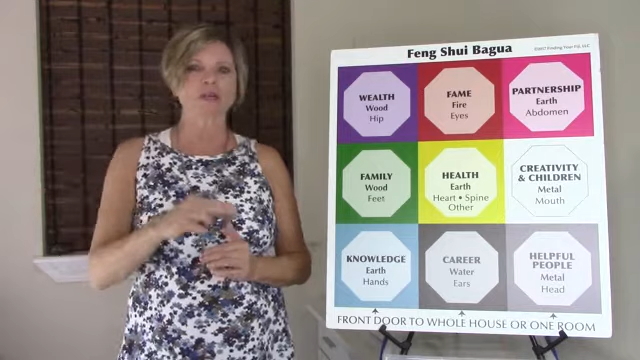 Feng Shui Bagua
WEALTH
Wood
Hip
FAME
Fire
Eyes
PARTNERSHIP
Earth
Abdomen
FAMILY
Wood
Feet
HEALTH
Earth
Heart • Spine
Other
CREATIVITY
& CHILDREN
Metal
Mouth
KNOWLEDGE
Earth
Hands
CAREER
Water
Ears
HELPFUL
PEOPLE
Metal
Head
FRONT DOOR TO WHOLE HOUSE OR ONE ROOM